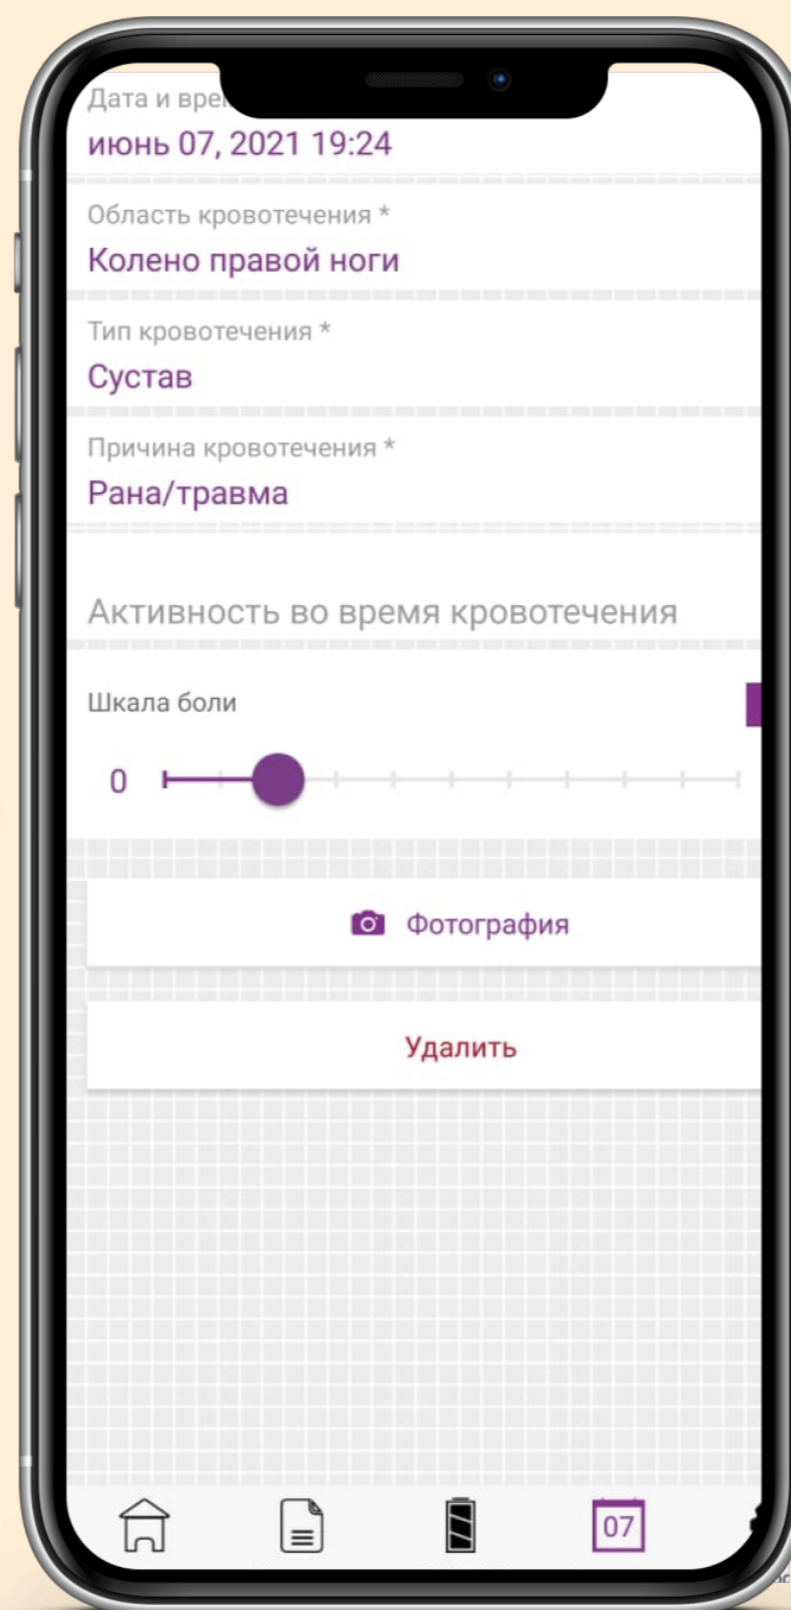 Дата и
июнь 07, 2021 19:24
Область кровотечения *
Колено правой ноги
Тип кровотечения *
Сустав
Причина кровотечения *
Рана/травма
Активность во время кровотечения
Шкала боли
0
Фотография
Удалить
07